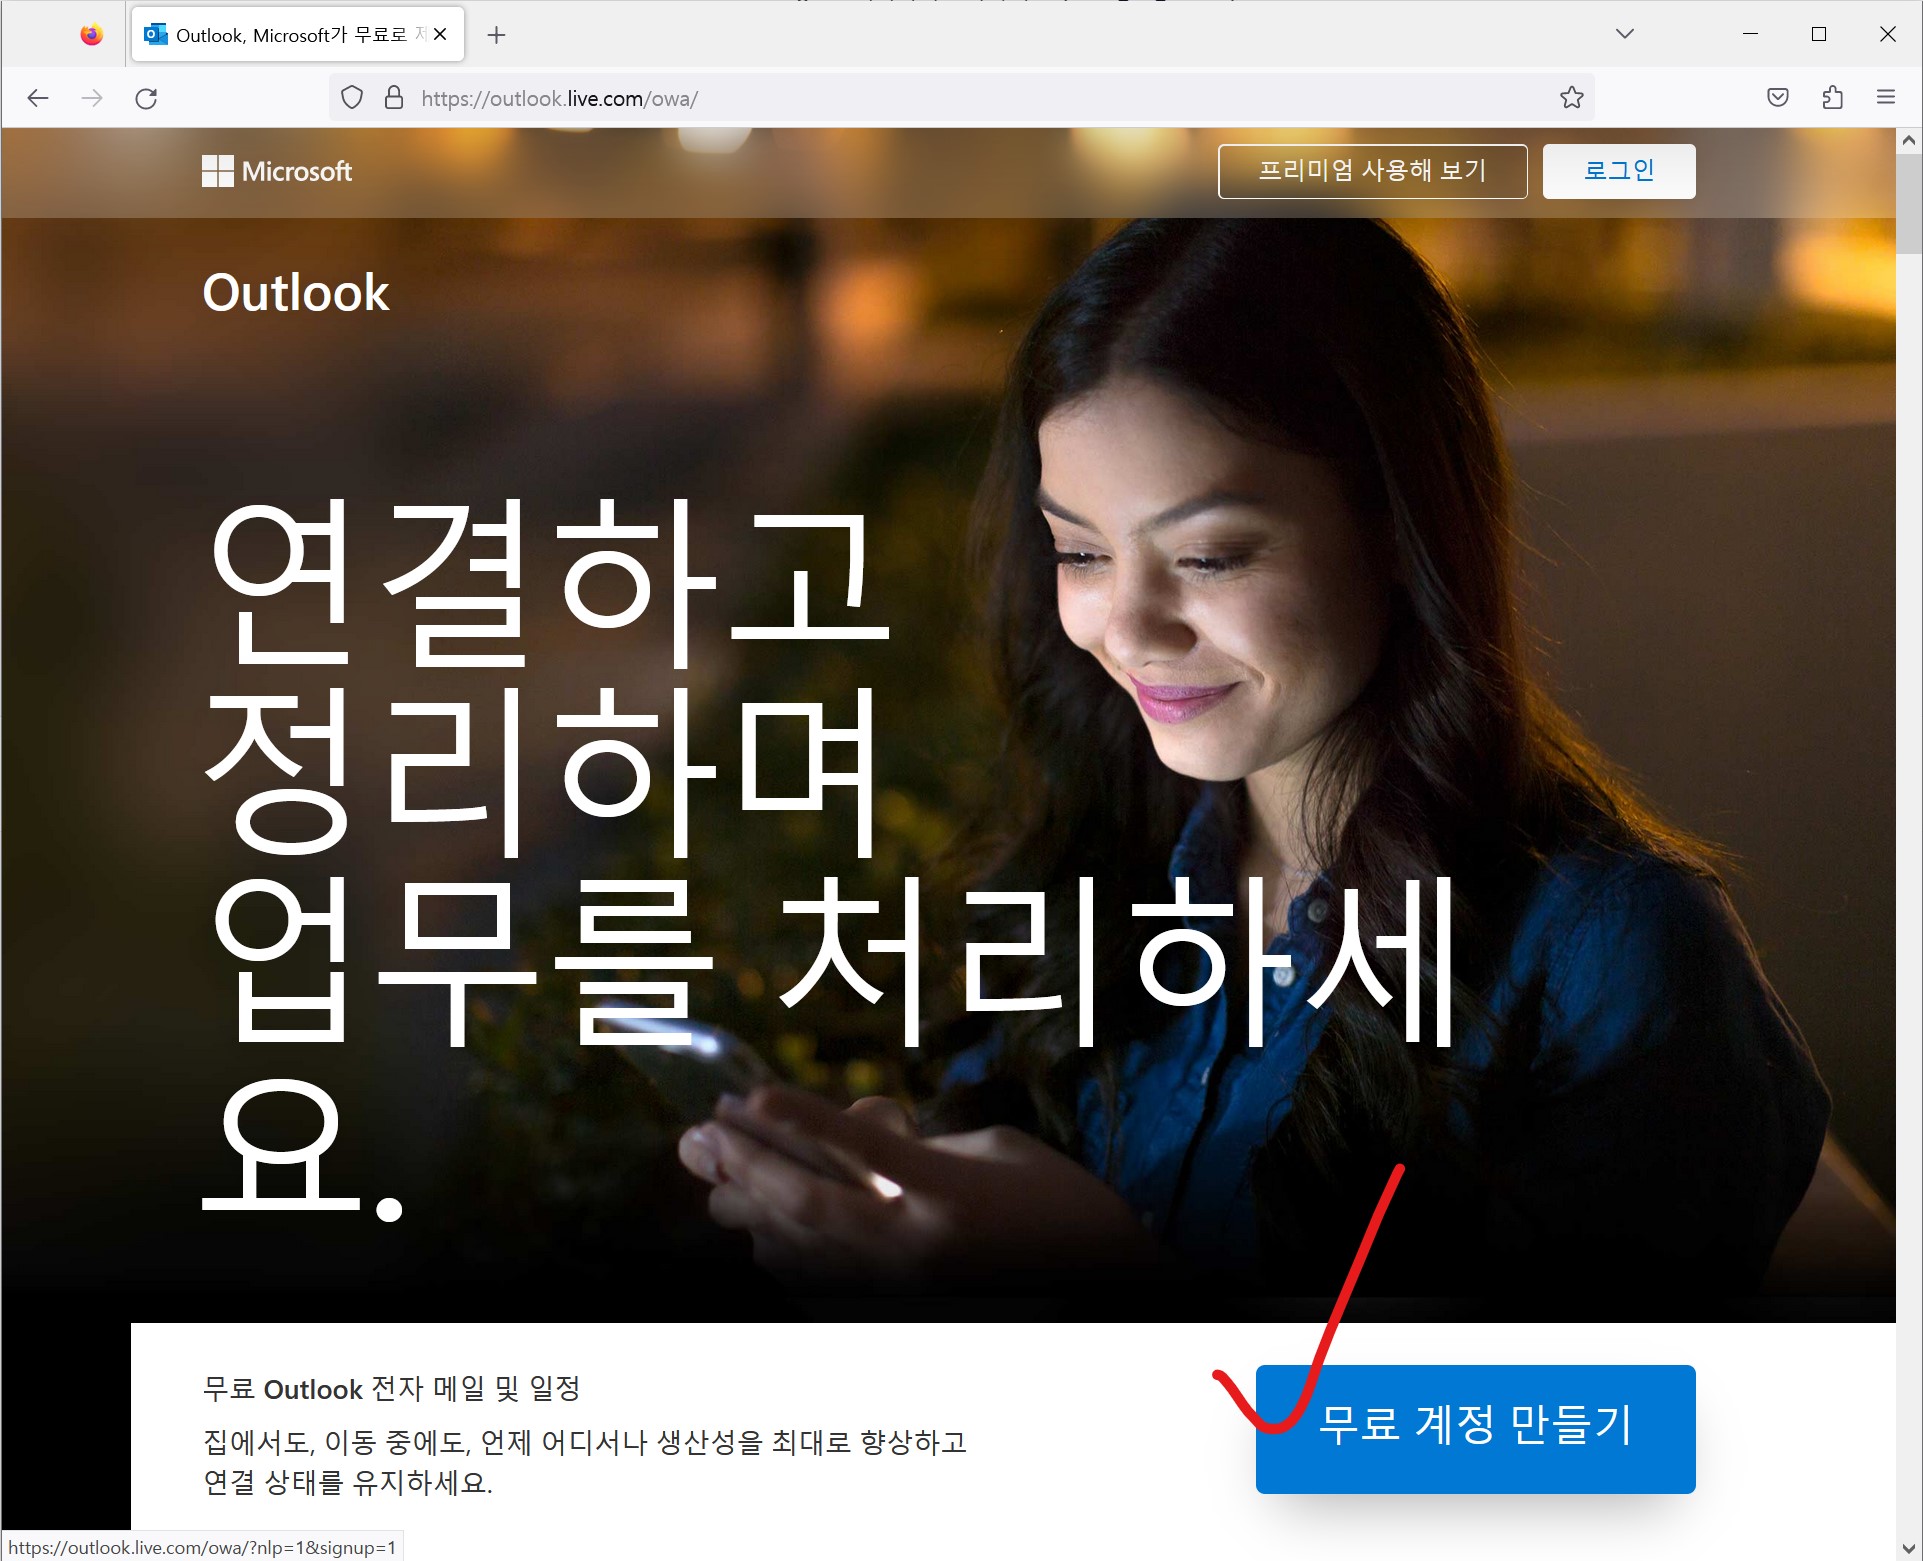 Outlook, Microsoft가 무료로
https://outlook.live.com/owa/
Microsoft
프리미엄 사용해 보기
로그인
Outlook
연결하고
정리하며
업무를 처리하세
요.
무료 Outlook 전자 메일 및 일정
집에서도, 이동 중에도, 언제 어디서나 생산성을 최대로 향상하고
연결 상태를 유지하세요.
무료 계정 만들기
https://outlook.live.com/owa/?nlp=1&signup=1